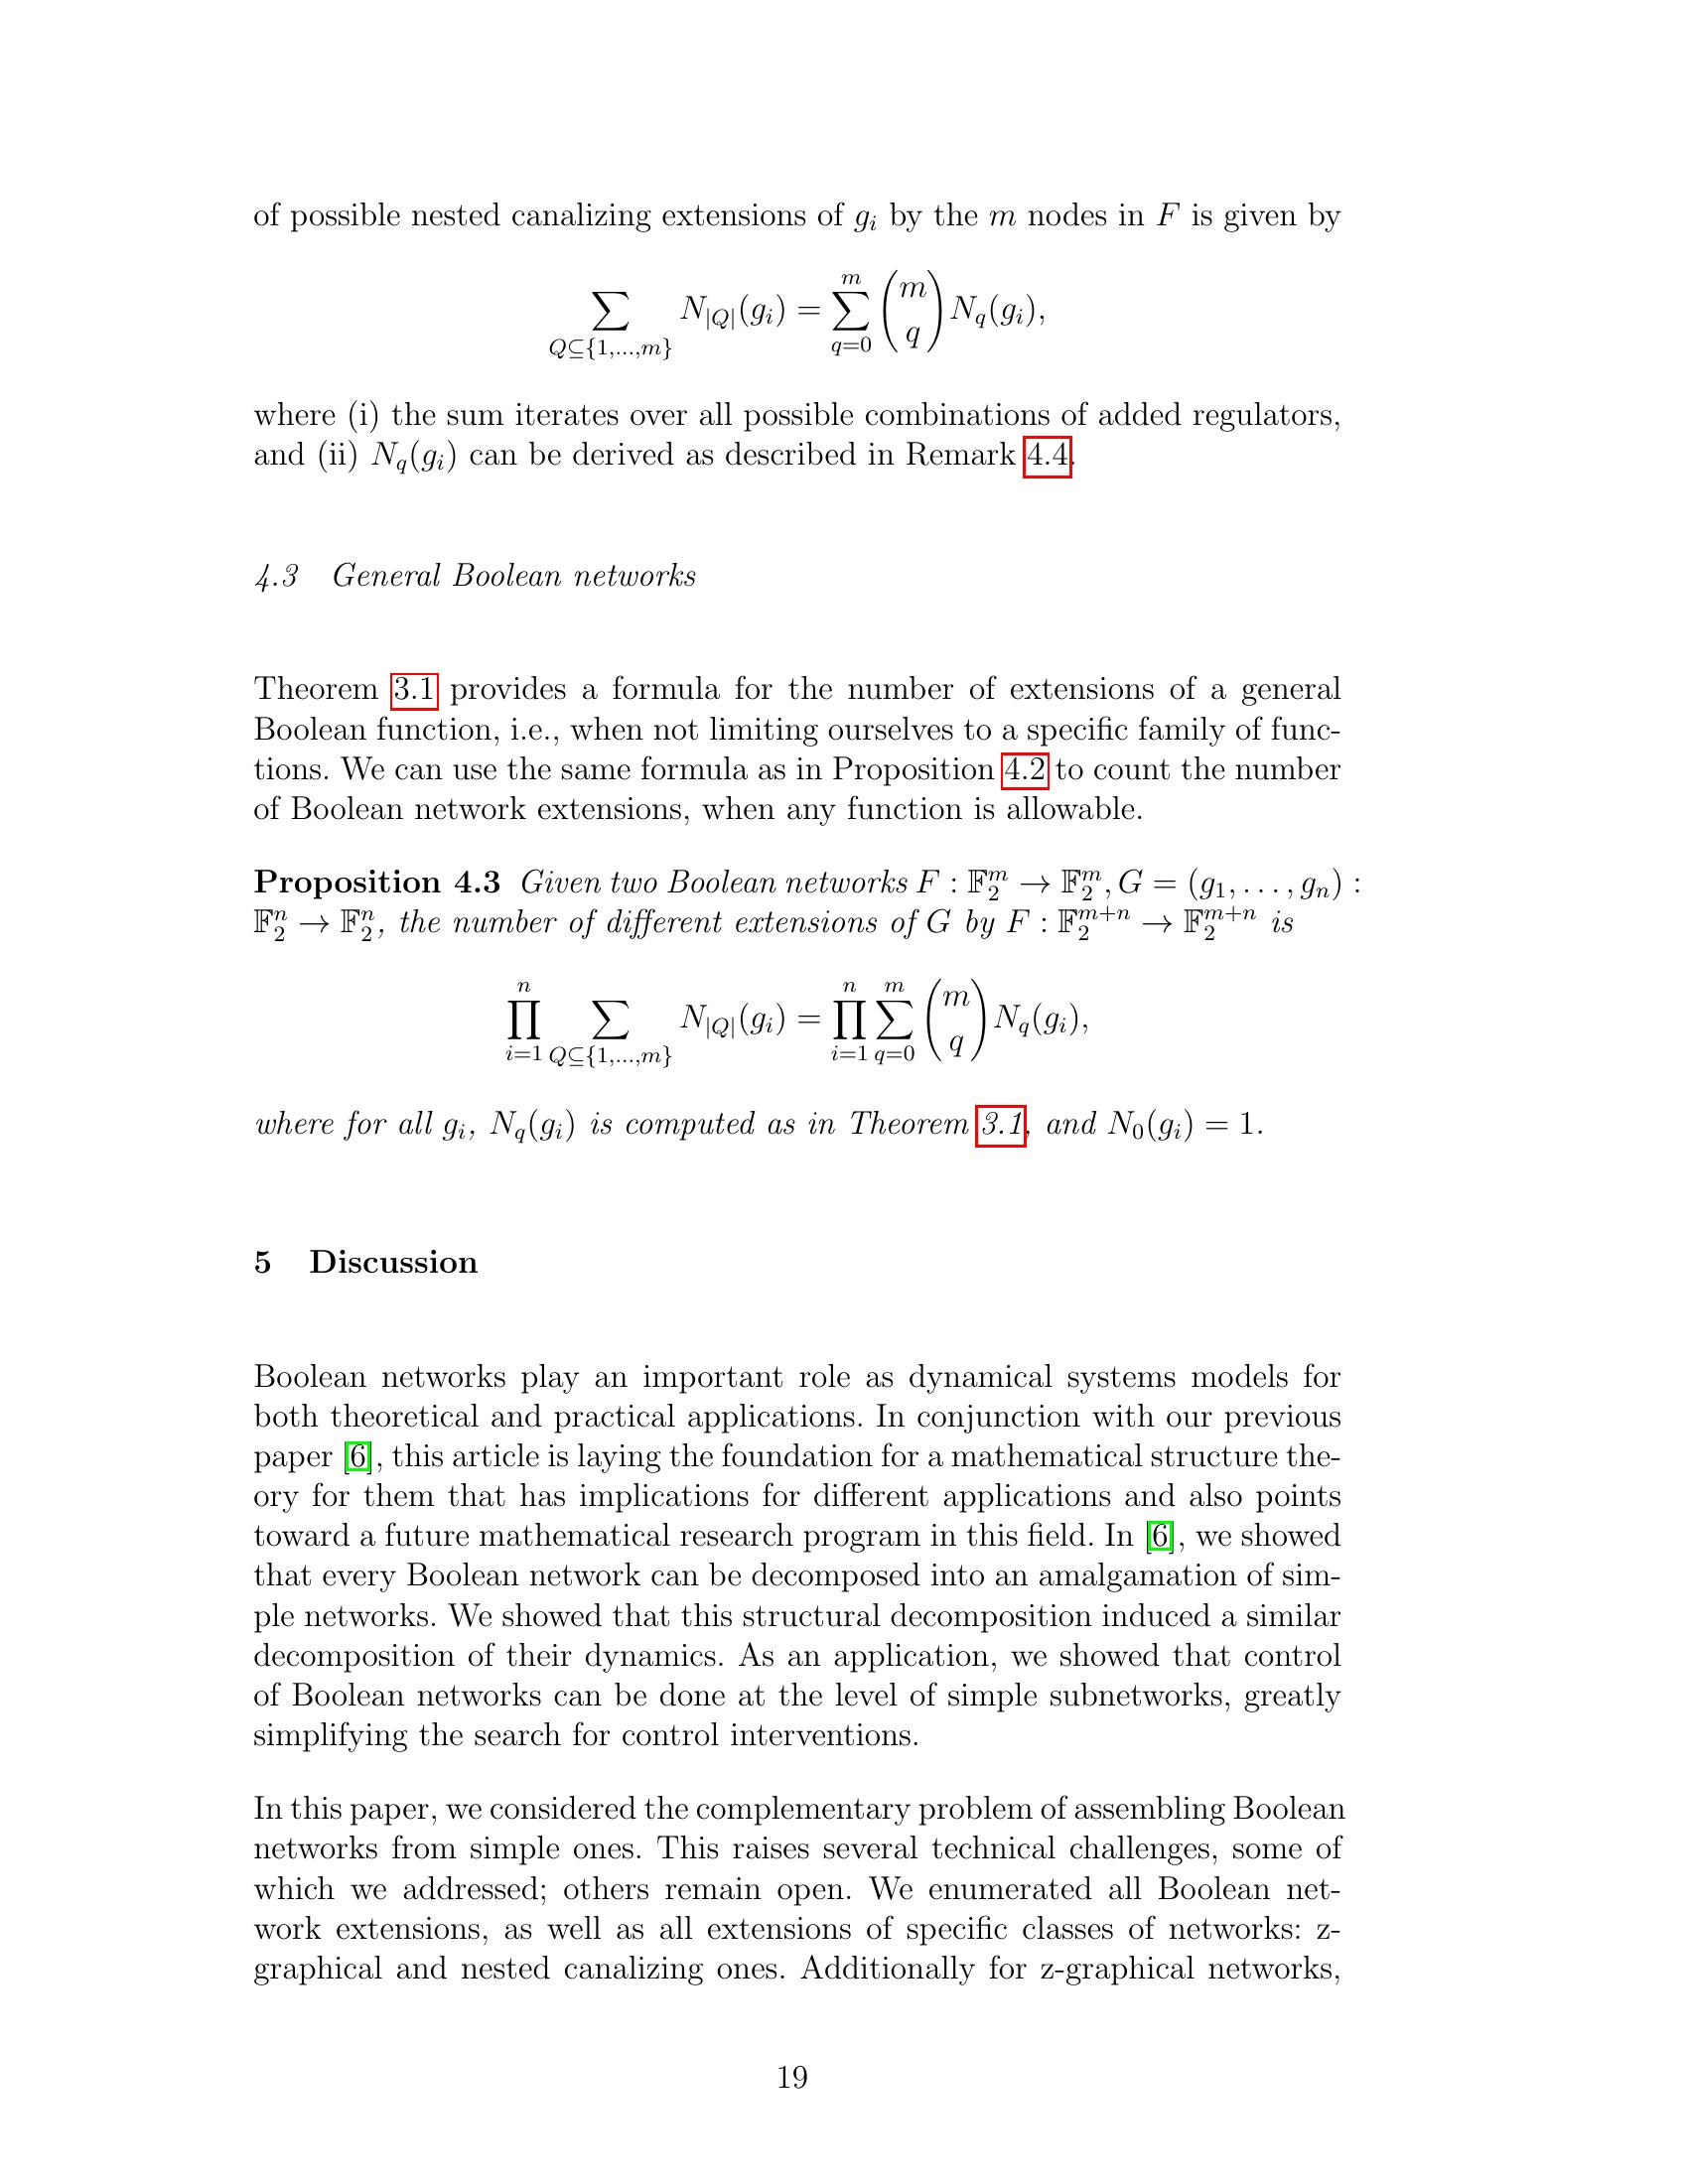 of possible nested canalizing extensions of $g_i$ by the $m$ nodes in $F$ is given by
$$\sum_{Q \subseteq \{1,\ldots,m\}} N_{|Q|}(g_i) = \sum_{q=0}^{m} \binom{m}{q} N_q(g_i),$$
where (i) the sum iterates over all possible combinations of added regulators,
and (ii) $N_q(g_i)$ can be derived as described in Remark 4.4.
4.3 General Boolean networks
Theorem 3.1 provides a formula for the number of extensions of a general
Boolean function, i.e., when not limiting ourselves to a specific family of func-
tions. We can use the same formula as in Proposition 4.2 to count the number
of Boolean network extensions, when any function is allowable.
Proposition 4.3 Given two Boolean networks $F : \mathbb{F}_2^m \to \mathbb{F}_2^m, G = (g_1, \ldots, g_n) :$
$\mathbb{F}_2^n \to \mathbb{F}_2^n$, the number of different extensions of $G$ by $F : \mathbb{F}_2^{m+n} \to \mathbb{F}_2^{m+n}$ is
$$\prod_{i=1}^{n} \sum_{Q \subseteq \{1,\ldots,m\}} N_{|Q|}(g_i) = \prod_{i=1}^{n} \sum_{q=0}^{m} \binom{m}{q} N_q(g_i),$$
where for all $g_i$, $N_q(g_i)$ is computed as in Theorem 3.1, and $N_0(g_i) = 1$.
5 Discussion
Boolean networks play an important role as dynamical systems models for
both theoretical and practical applications. In conjunction with our previous
paper [6], this article is laying the foundation for a mathematical structure the-
ory for them that has implications for different applications and also points
toward a future mathematical research program in this field. In [6], we showed
that every Boolean network can be decomposed into an amalgamation of sim-
ple networks. We showed that this structural decomposition induced a similar
decomposition of their dynamics. As an application, we showed that control
of Boolean networks can be done at the level of simple subnetworks, greatly
simplifying the search for control interventions.
In this paper, we considered the complementary problem of assembling Boolean
networks from simple ones. This raises several technical challenges, some of
which we addressed; others remain open. We enumerated all Boolean net-
work extensions, as well as all extensions of specific classes of networks: z-
graphical and nested canalizing ones. Additionally for z-graphical networks,
19